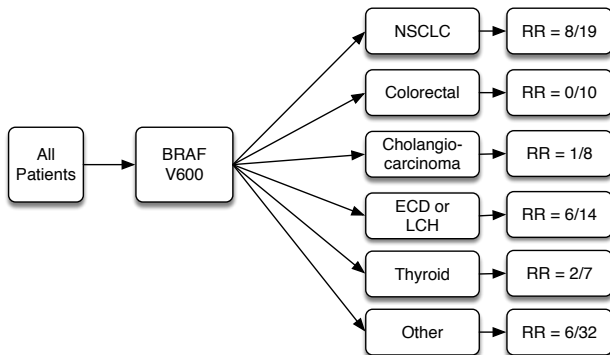 All
Patients
BRAF
V600
NSCLC
RR = 8/19
Colorectal
RR = 0/10
Cholangio-
carcinoma
RR = 1/8
ECD or
LCH
RR = 6/14
Thyroid
RR = 2/7
Other
RR = 6/32